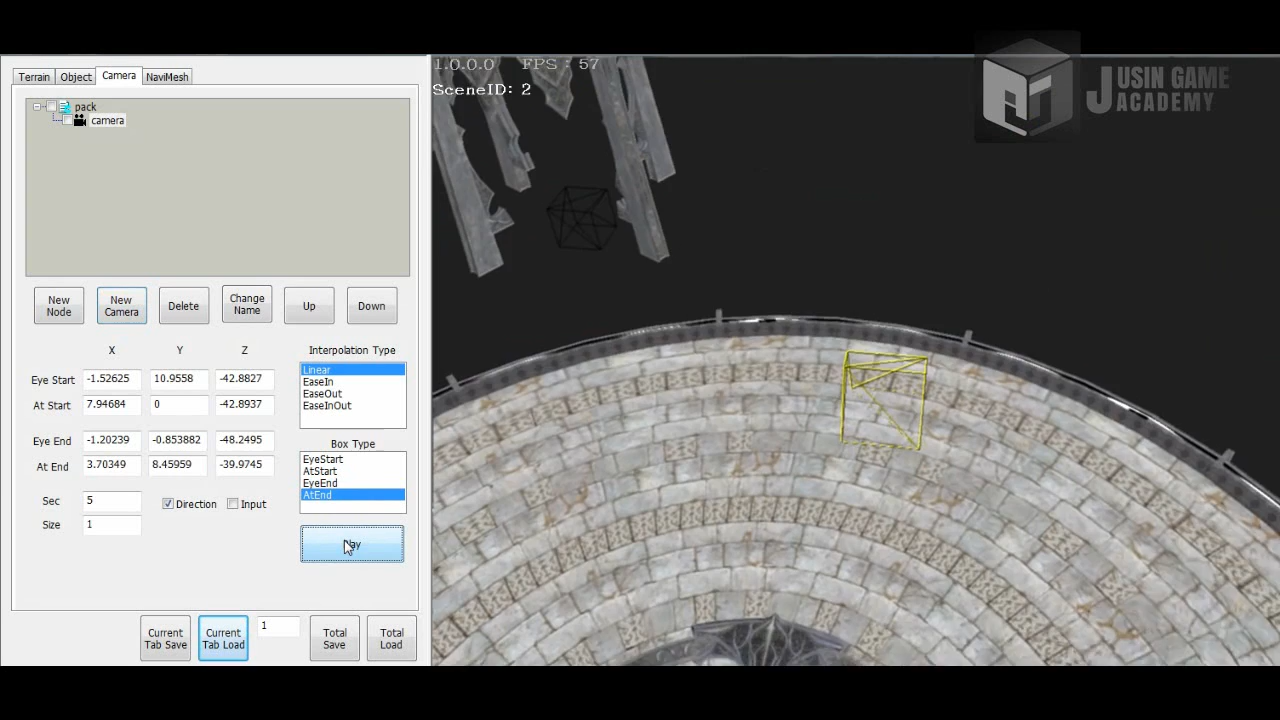 1.0.0.0 FPS : 57
SceneID: 2
JUSIN GAME
ACADEMY
Terrain Object Camera NaviMesh
pack
camera
New
Node
New
Camera
Delete
Change
Name
Up
Down
X Y Z
Eye Start -1.52625 10.9558 -42.8827
At Start 7.94684 0 -42.8937
Eye End -1.20239 -0.853882 -48.2495
At End 3.70349 8.45959 -39.9745
Sec 5
Size 1
Direction Input
Interpolation Type
Linear
EaseIn
EaseOut
EaseInOut
Box Type
EyeStart
AtStart
EyeEnd
AtEnd
Play
Current
Tab Save
Current
Tab Load
1
Total
Save
Total
Load